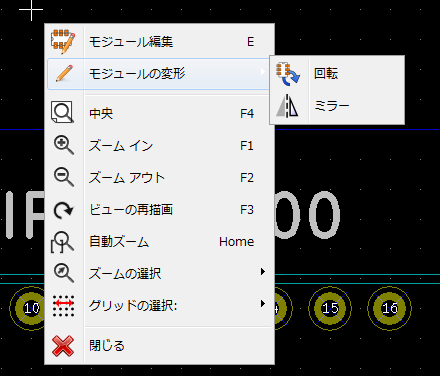 モジュール編集 E
モジュールの変形
回転
ミラー
中央 F4
ズーム イン F1
ズーム アウト F2
ビューの再描画 F3
自動ズーム Home
ズームの選択
グリッドの選択:
閉じる
00
10 15 16